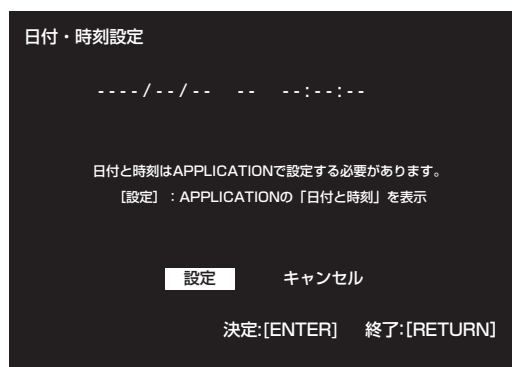 日付・時刻設定
----/--/-- -- --:--:--
日付と時刻はAPPLICATIONで設定する必要があります。
［設定］：APPLICATIONの「日付と時刻」を表示
設定 キャンセル
決定:[ENTER] 終了:[RETURN]